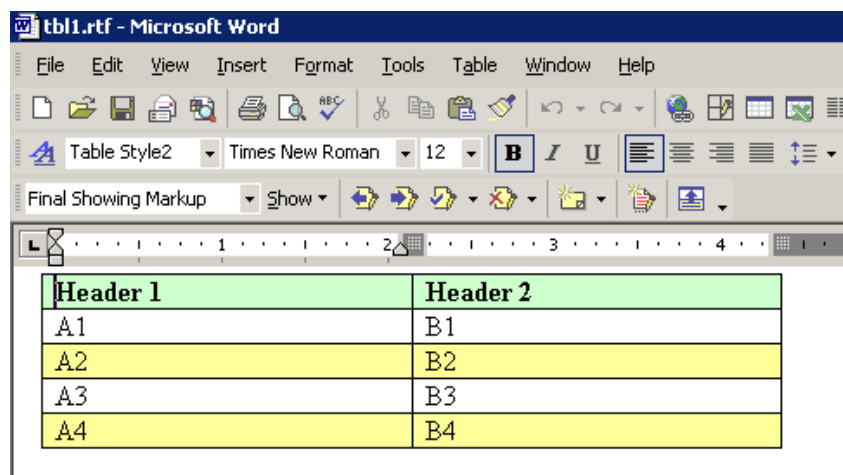 tbl1.rtf - Microsoft Word
File Edit View Insert Format Tools Table Window Help
ABC
Table Style2 Times New Roman 12 B I U
Final Showing Markup Show
1 2 3 4
Header 1 Header 2
A1 B1
A2 B2
A3 B3
A4 B4